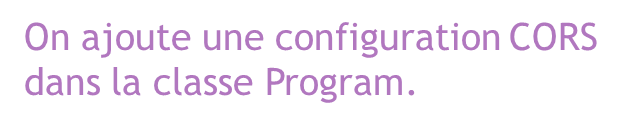 On ajoute une configuration CORS
dans la classe Program.